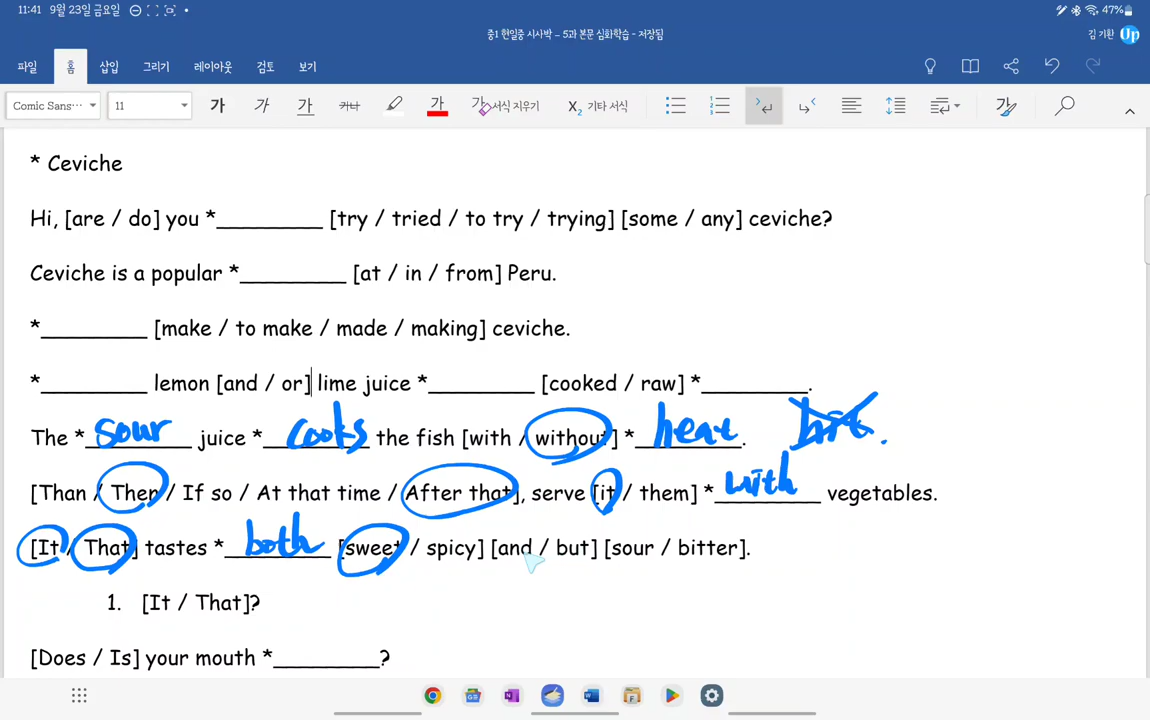 11:41 9월 23일 금요일 47%
중1 현일중 시사박 – 5과 본문 심화학습 - 저장됨
김 기환 Up
파일 홈 삽입 그리기 레이아웃 검토 보기
Comic Sans··· 11 가 가 가 가나 가 서식 지우기 X₂ 기타 서식
* Ceviche
Hi, [are / do] you *_________ [try / tried / to try / trying] [some / any] ceviche?
Ceviche is a popular *_________ [at / in / from] Peru.
*_________ [make / to make / made / making] ceviche.
*_________ lemon [and / or] lime juice *_________ [cooked / raw] *_________.
The * sour juice * cooks the fish [with / without] * heat.
[Than / Then / If so / At that time / After that], serve [it / them] * with vegetables.
[It / That] tastes * both [sweet / spicy] [and / but] [sour / bitter].
1. [It / That]?
[Does / Is] your mouth *_________?